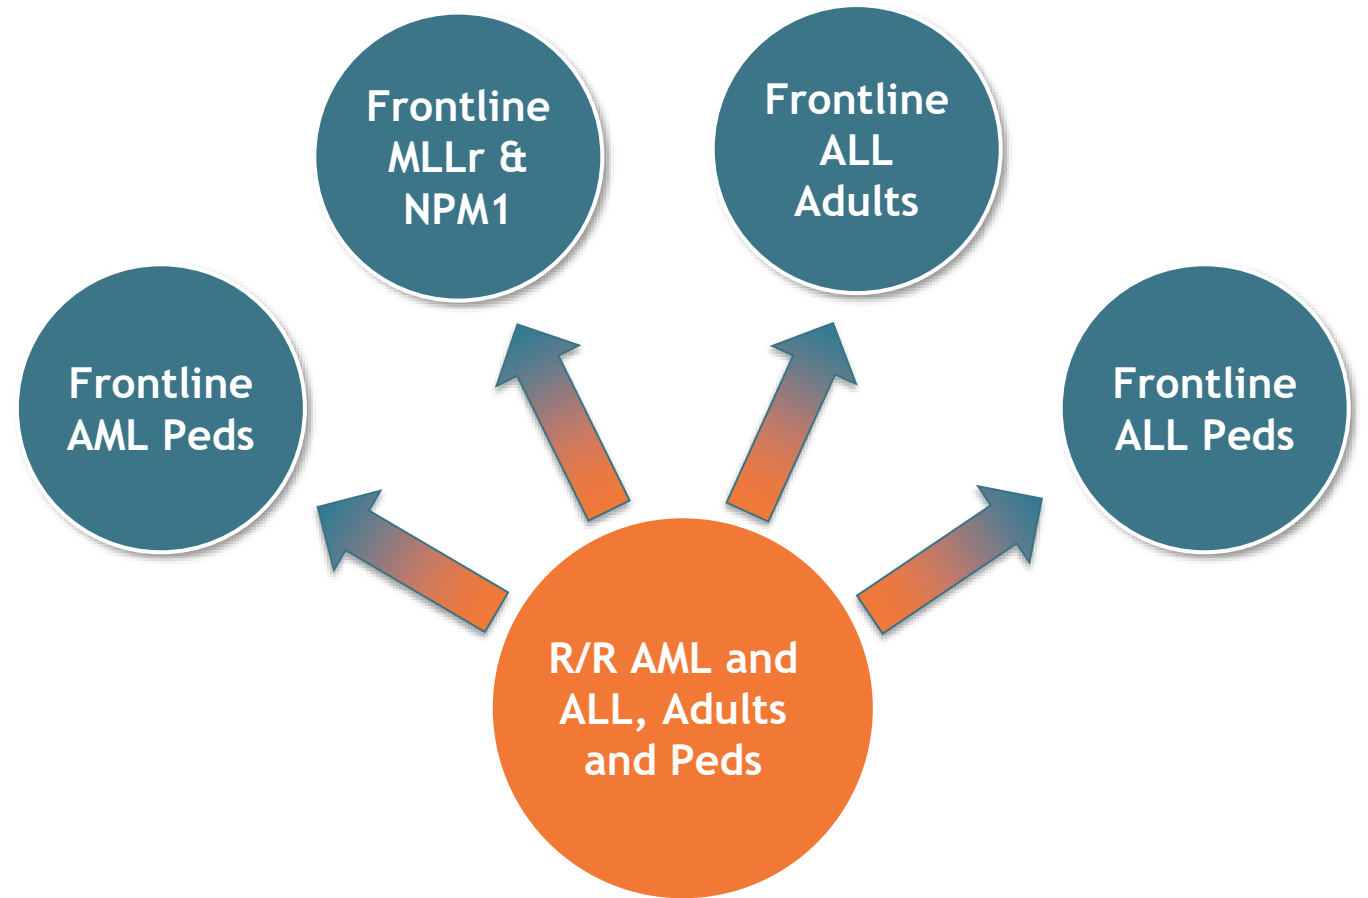 Frontline
MLLr &
NPM1
Frontline
ALL
Adults
Frontline
AML Peds
Frontline
ALL Peds
R/R AML and
ALL, Adults
and Peds